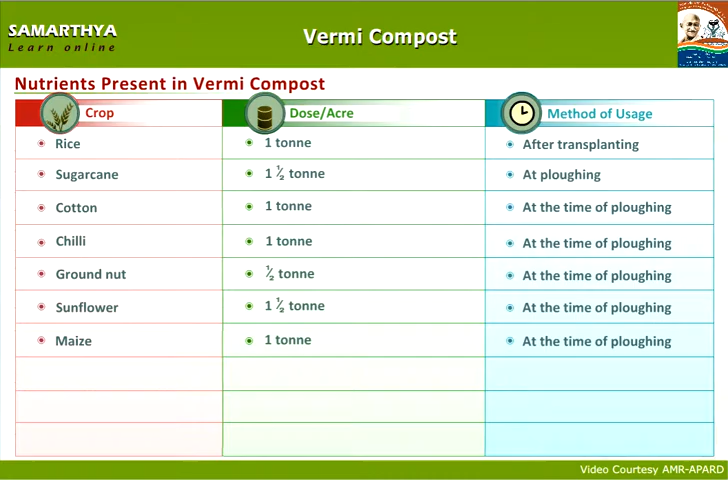 SAMARTHYA
Learn online
Vermi Compost
Nutrients Present in Vermi Compost
Crop Dose/Acre Method of Usage
Rice 1 tonne After transplanting
Sugarcane 1 ½ tonne At ploughing
Cotton 1 tonne At the time of ploughing
Chilli 1 tonne At the time of ploughing
Ground nut ½ tonne At the time of ploughing
Sunflower 1 ½ tonne At the time of ploughing
Maize 1 tonne At the time of ploughing
Video Courtesy AMR-APARD